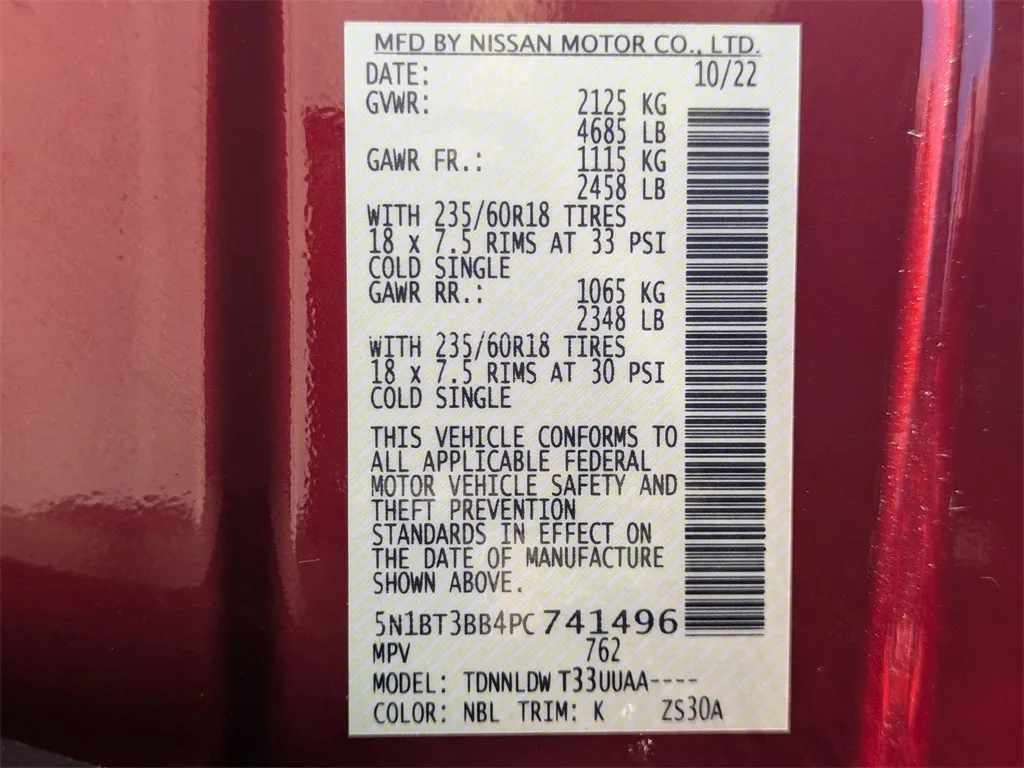 MFD BY NISSAN MOTOR CO., LTD.
DATE: 10/22
GVWR: 2125 KG
4685 LB
GAWR FR.: 1115 KG
2458 LB
WITH 235/60R18 TIRES
18 x 7.5 RIMS AT 33 PSI
COLD SINGLE
GAWR RR.: 1065 KG
2348 LB
WITH 235/60R18 TIRES
18 x 7.5 RIMS AT 30 PSI
COLD SINGLE
THIS VEHICLE CONFORMS TO
ALL APPLICABLE FEDERAL
MOTOR VEHICLE SAFETY AND
THEFT PREVENTION
STANDARDS IN EFFECT ON
THE DATE OF MANUFACTURE
SHOWN ABOVE.
5N1BT3BB4PC741496
MPV 762
MODEL: TDNNLDW T33UUAA----
COLOR: NBL TRIM: K ZS30A